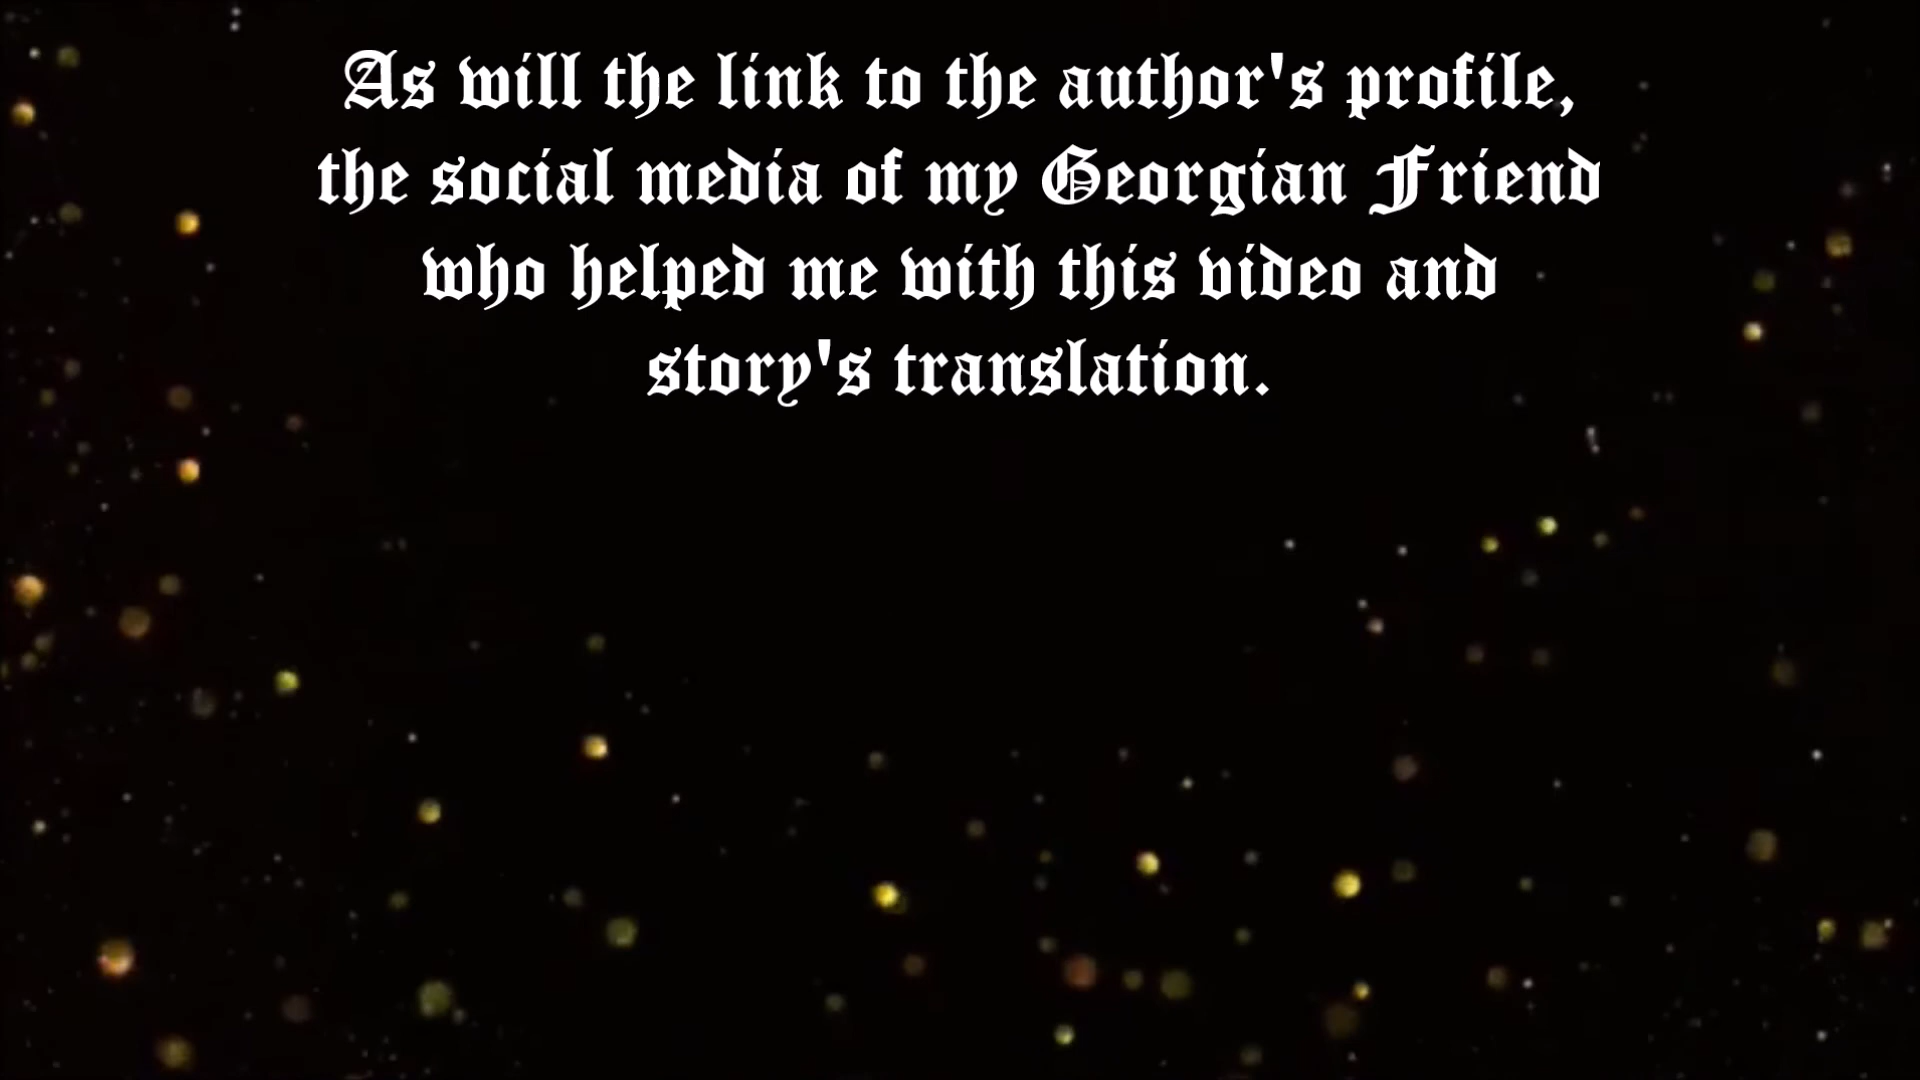 As will the link to the author's profile,
the social media of my Georgian Friend
who helped me with this video and
story's translation.